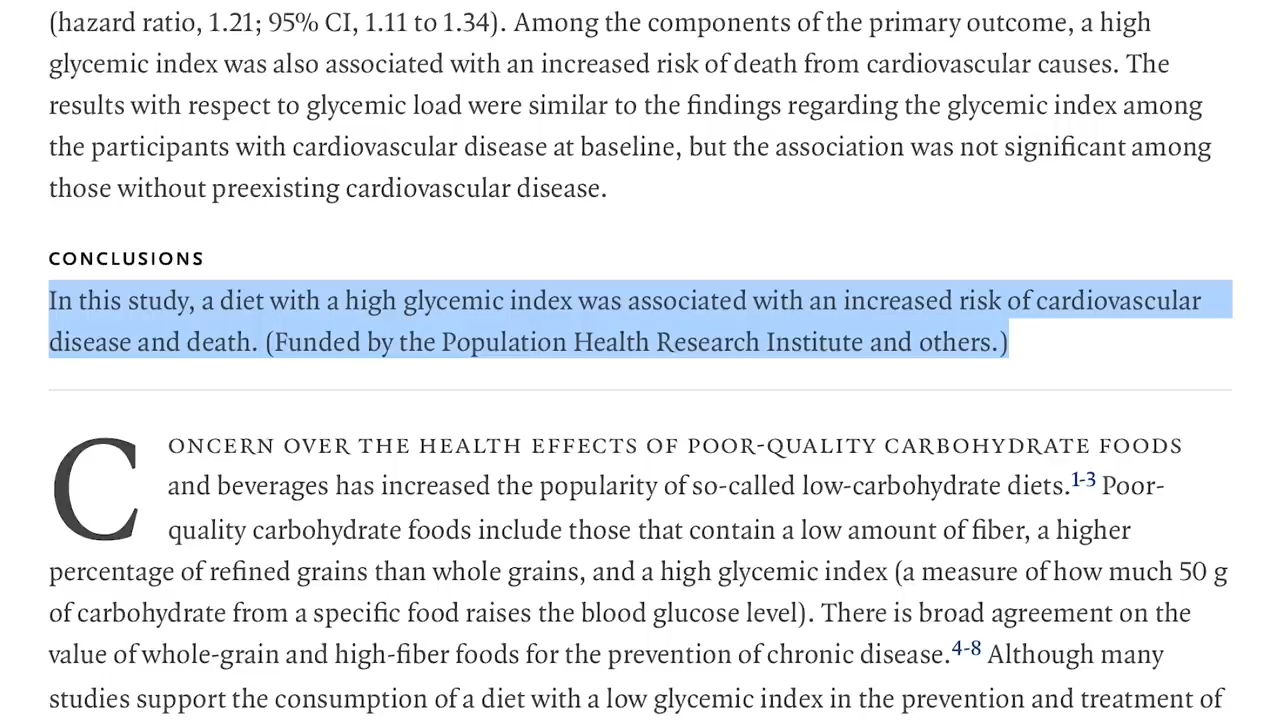 (hazard ratio, 1.21; 95% CI, 1.11 to 1.34). Among the components of the primary outcome, a high
glycemic index was also associated with an increased risk of death from cardiovascular causes. The
results with respect to glycemic load were similar to the findings regarding the glycemic index among
the participants with cardiovascular disease at baseline, but the association was not significant among
those without preexisting cardiovascular disease.
CONCLUSIONS
In this study, a diet with a high glycemic index was associated with an increased risk of cardiovascular
disease and death. (Funded by the Population Health Research Institute and others.)
CONCERN OVER THE HEALTH EFFECTS OF POOR-QUALITY CARBOHYDRATE FOODS
and beverages has increased the popularity of so-called low-carbohydrate diets.1-3 Poor-
quality carbohydrate foods include those that contain a low amount of fiber, a higher
percentage of refined grains than whole grains, and a high glycemic index (a measure of how much 50 g
of carbohydrate from a specific food raises the blood glucose level). There is broad agreement on the
value of whole-grain and high-fiber foods for the prevention of chronic disease.4-8 Although many
studies support the consumption of a diet with a low glycemic index in the prevention and treatment of